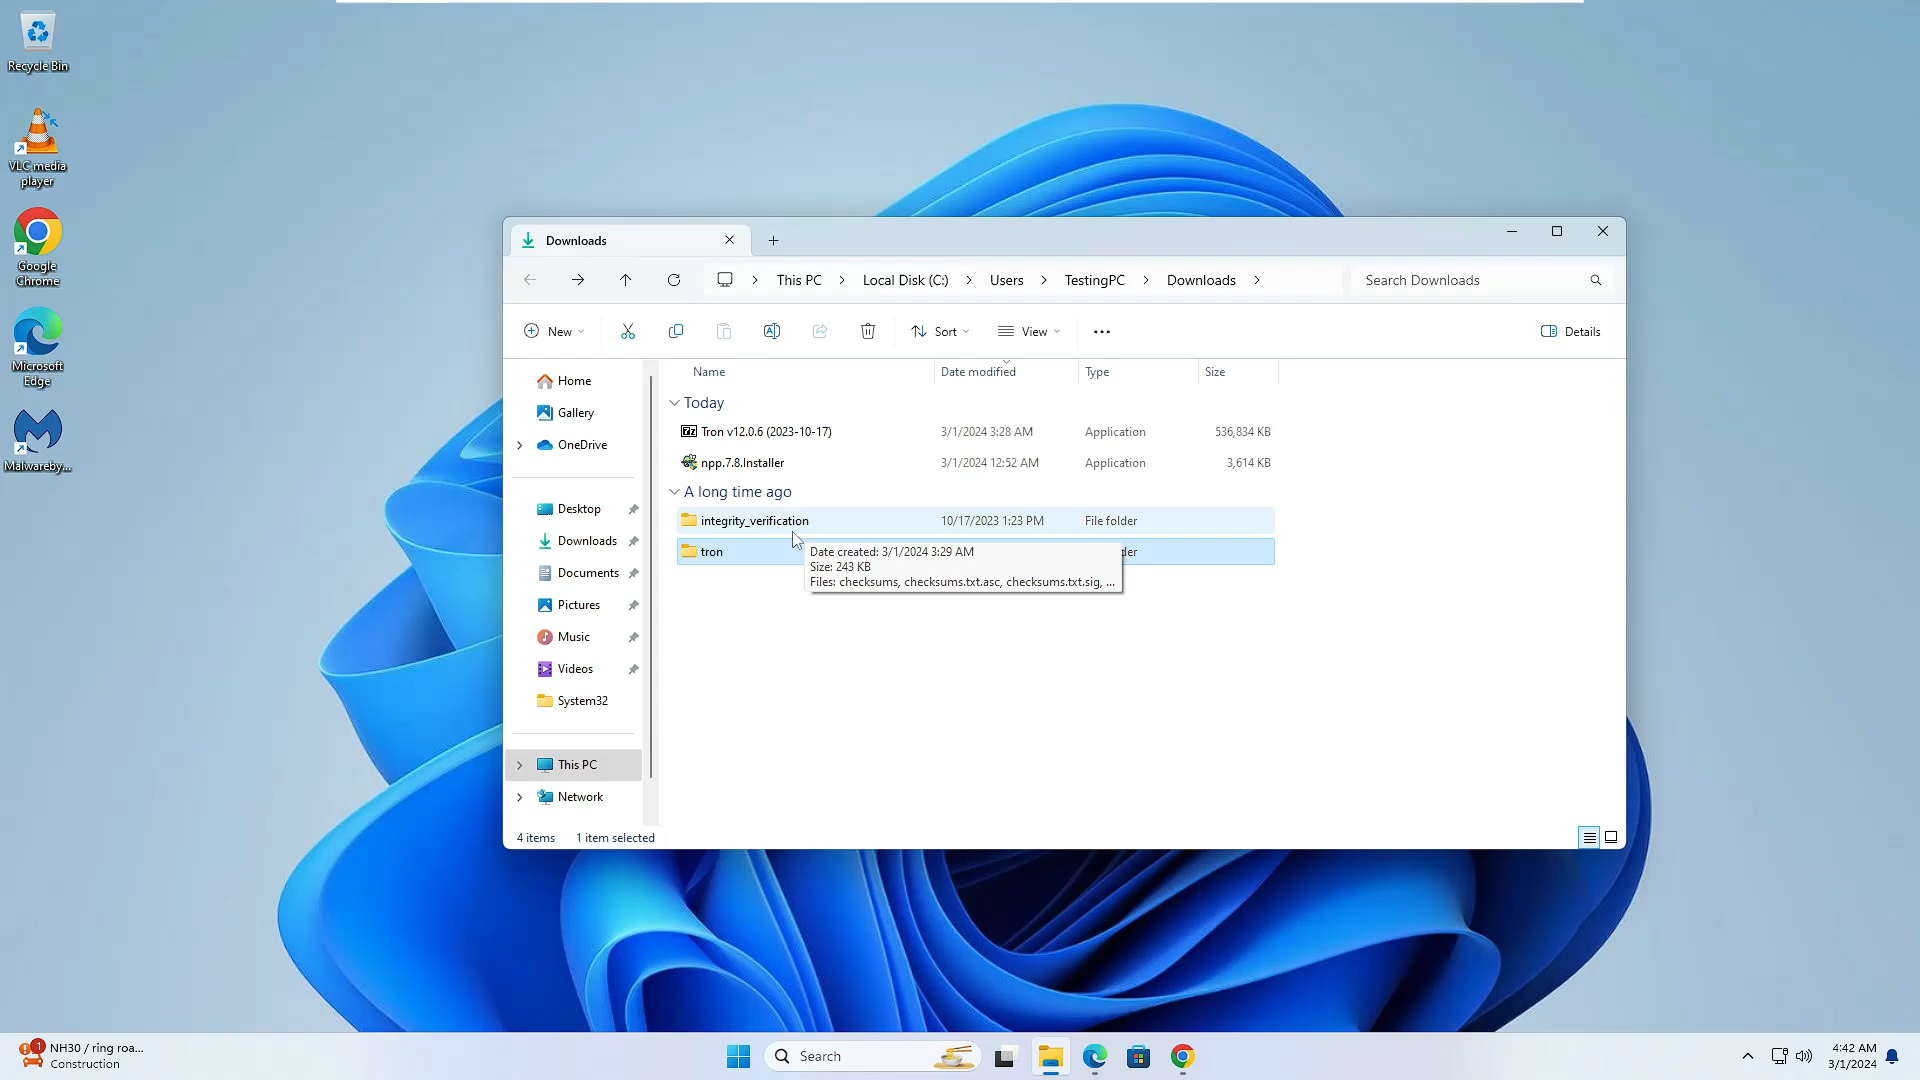 Recycle Bin
VLC media
player
Google
Chrome
Microsoft
Edge
Malwareby...
Downloads
This PC
Local Disk (C:)
Users
TestingPC
Downloads
Search Downloads
New
Sort
View
Details
Home
Gallery
OneDrive
Desktop
Downloads
Documents
Pictures
Music
Videos
System32
This PC
Network
Name Date modified Type Size
Today
Tron v12.0.6 (2023-10-17) 3/1/2024 3:28 AM Application 536,834 KB
npp.7.8.Installer 3/1/2024 12:52 AM Application 3,614 KB
A long time ago
integrity_verification 10/17/2023 1:23 PM File folder
tron der
Date created: 3/1/2024 3:29 AM
Size: 243 KB
Files: checksums, checksums.txt.asc, checksums.txt.sig, ...
4 items 1 item selected
1
NH30 / ring roa...
Construction
Search
4:42 AM
3/1/2024